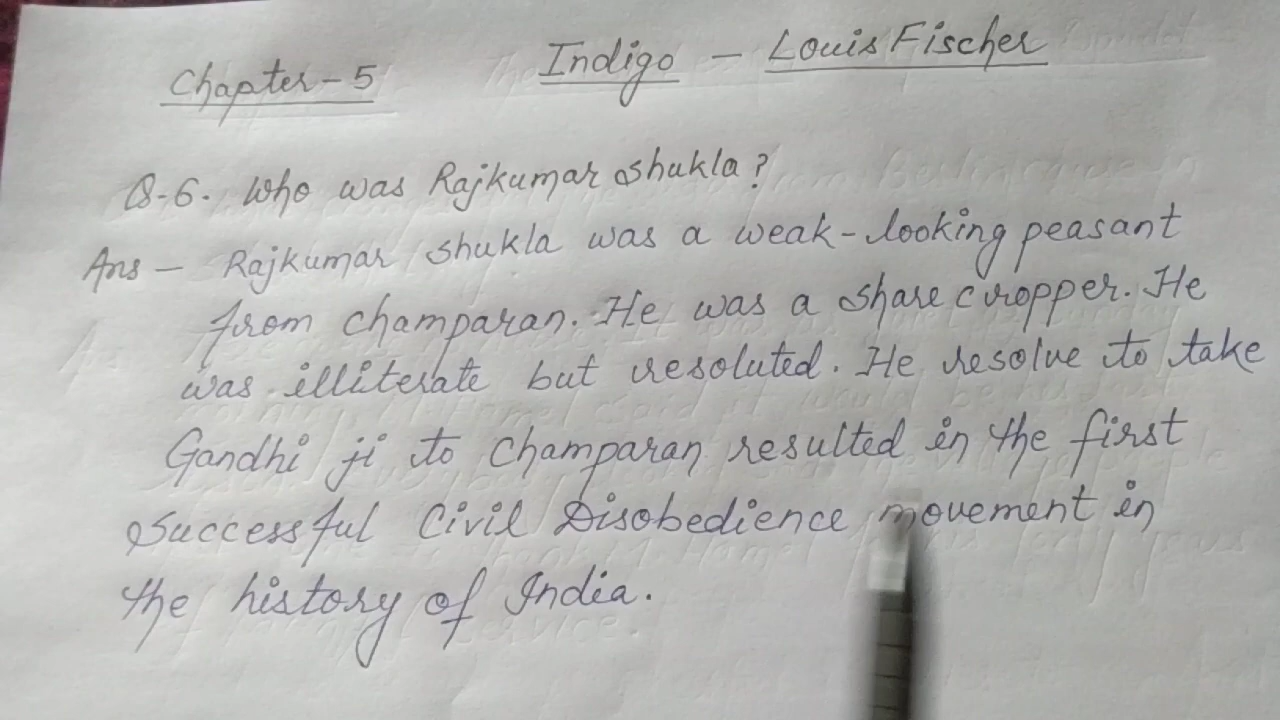 Chapter-5 Indigo - Louis Fischer
Q-6. Who was Rajkumar Shukla?
Ans - Rajkumar Shukla was a weak-looking peasant
from champaran. He was a share cropper. He
was illiterate but resoluted. He resolve to take
Gandhi ji to Champaran resulted in the first
Successful Civil Disobedience movement in
the history of India.